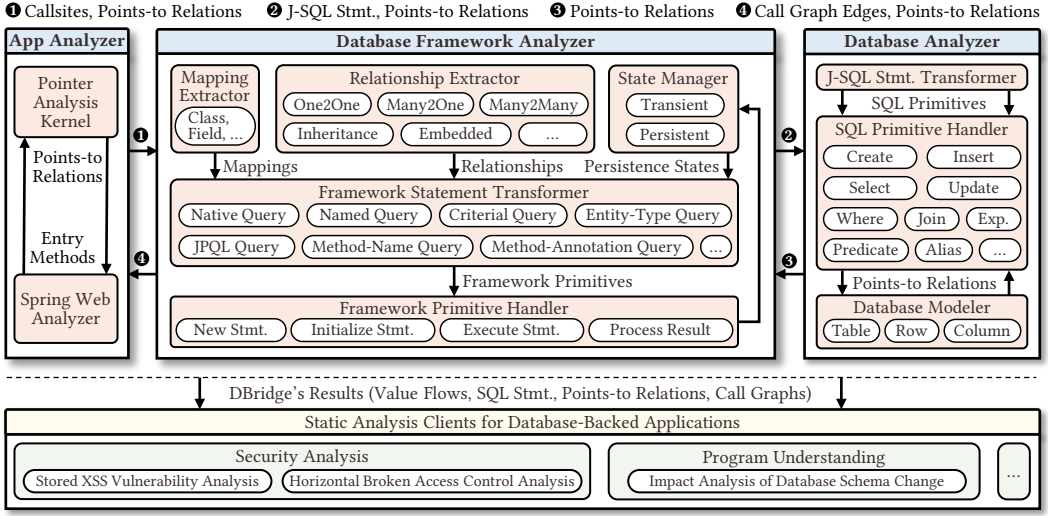 ❶ Callsites, Points-to Relations ❷ J-SQL Stmt., Points-to Relations ❸ Points-to Relations ❹ Call Graph Edges, Points-to Relations
App Analyzer
Pointer
Analysis
Kernel
Points-to
Relations
Entry
Methods
Spring Web
Analyzer
❶
❹
Database Framework Analyzer
Mapping
Extractor
Class,
Field, ...
Relationship Extractor
One2One Many2One Many2Many
Inheritance Embedded ...
State Manager
Transient
Persistent
Mappings Relationships Persistence States
Framework Statement Transformer
Native Query Named Query Criterial Query Entity-Type Query
JPQL Query Method-Name Query Method-Annotation Query ...
Framework Primitives
Framework Primitive Handler
New Stmt. Initialize Stmt. Execute Stmt. Process Result
❷
❸
Database Analyzer
J-SQL Stmt. Transformer
SQL Primitives
SQL Primitive Handler
Create Insert
Select Update
Where Join Exp.
Predicate Alias ...
Points-to Relations
Database Modeler
Table Row Column
DBridge's Results (Value Flows, SQL Stmt., Points-to Relations, Call Graphs)
Static Analysis Clients for Database-Backed Applications
Security Analysis
Stored XSS Vulnerability Analysis Horizontal Broken Access Control Analysis
Program Understanding
Impact Analysis of Database Schema Change
...